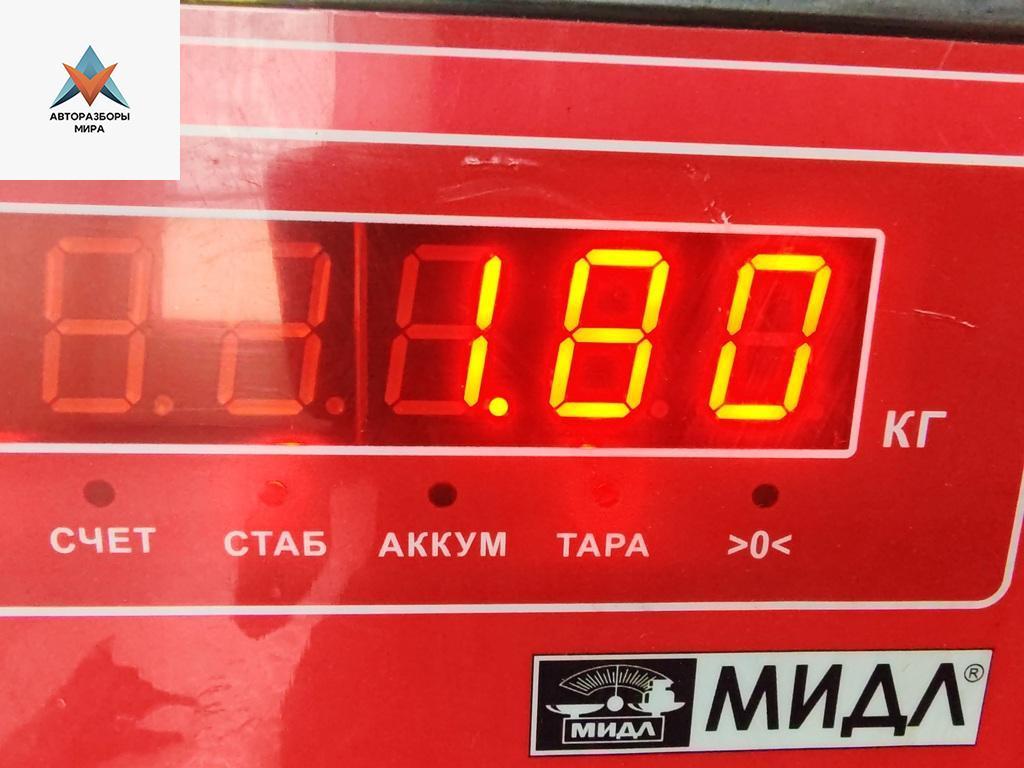 АВТОРАЗБОРЫ
МИРА
1.80
КГ
СЧЕТ СТАБ АККУМ ТАРА >0<
МИДЛ МИДЛ®